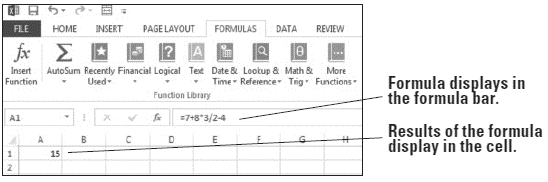 FILE HOME INSERT PAGE LAYOUT FORMULAS DATA REVIEW
fx Σ ? A θ ...
Insert AutoSum Recently Financial Logical Text Date & Lookup & Math & More
Function Used Time Reference Trig Functions
Function Library
A1 fx =7+8*3/2-4
A B C D E F G H
1 15
2
Formula displays in
the formula bar.
Results of the formula
display in the cell.